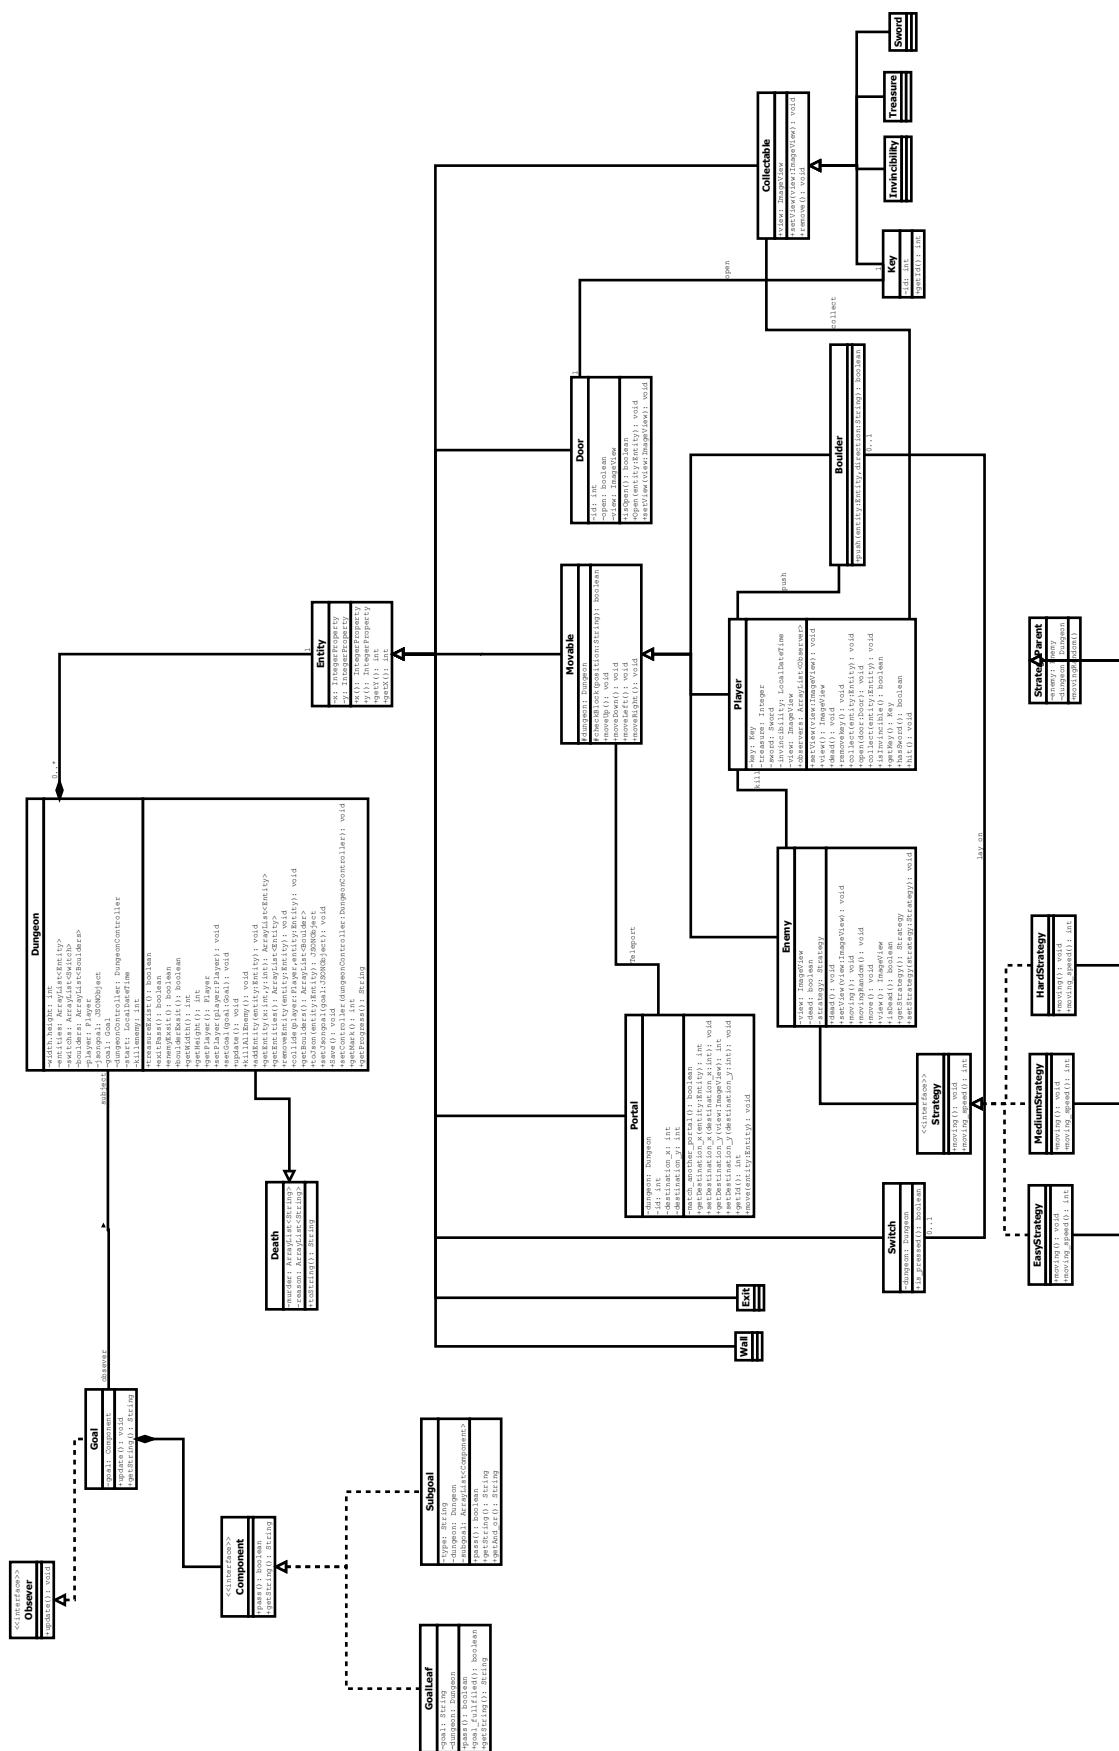 <<interface>>
Obsever
+update(): void
Goal
-goal: Component
+update(): void
+getString(): String
obsever
subject
<<interface>>
Component
+pass(): boolean
+getString(): String
GoalLeaf
-goal: String
-dungeon: Dungeon
+pass(): boolean
+goal_fullfiled(): boolean
+getString(): String
Subgoal
-type: String
-dungeon: Dungeon
-subgoal: ArrayList<Component>
+pass(): boolean
+getString(): String
+getAnd_or(): String
Dungeon
-width.height: int
-entities: ArrayList<Entity>
-switchs: ArrayList<Switch>
-boulders: ArrayList<Boulders>
-player: Player
-jsongoal: JSONObject
-goal: Goal
-dungeonController: DungeonController
-start: LocalDateTime
-killenemy: int
+treasureExist(): boolean
+exitPass(): boolean
+enemyExsit(): boolean
+bouldersExsit(): boolean
+getWidth(): int
+getHeight(): int
+getPlayer(): Player
+setPlayer(player:Player): void
+setGoal(goal:Goal): void
+update(): void
+killAllEnemy(): void
+addEntity(entity:Entity): void
+getEntity(x:int,y:int): ArrayList<Entity>
+getEntities(): ArrayList<Entity>
+removeEntity(entity:Entity): void
+collid(player:Player,entity:Entity): void
+getBoulders(): ArrayList<Boulder>
+toJson(entity:Entity): JSONObject
+setJsongoal(goal:JSONObject): void
+save(): void
+setController(dungeonController:DungeonController): void
+getMark(): int
+getProgress(): String
0..*
1
Death
-murder: ArrayList<String>
-reason: ArrayList<String>
+toString(): String
Entity
-x: IntegerProperty
-y: IntegerProperty
+x(): IntegerProperty
+y(): IntegerProperty
+getY(): int
+getX(): int
Wall
Exit
Switch
-dungeon: Dungeon
+is_pressed(): boolean
0..1
Portal
-dungeon: Dungeon
-id: int
-destination_x: int
-destination_y: int
-match_another_portal(): boolean
+getDestination_x(entity:Entity): int
+setDestination_x(destination_x:int): void
+getDestination_y(view:ImageView): int
+setDestination_y(destination_y:int): void
+getId(): int
+move(entity:Entity): void
Teleport
Movable
#dungeon: Dungeon
#checkBlock(position:String): boolean
+moveUp(): void
+moveDown(): void
+moveLeft(): void
+moveRight(): void
Door
-id: int
-open: boolean
-view: ImageView
+isOpen(): boolean
+Open(entity:Entity): void
+setView(view:ImageView): void
1
open
Collectable
+view: ImageView
+setView(view:ImageView): void
+remove(): void
collect
Sword
Treasure
Invincibility
Key
-id: int
+getId(): int
1
Boulder
+push(entity:Entity,direction:String): boolean
0..1
push
Player
-key: Key
-treasure: Integer
-sword: Sword
-invincibility: LocalDateTime
-view: ImageView
+observers: ArrayList<Observer>
+setView(view:ImageView): void
+view(): ImageView
+dead(): void
+removekey(): void
+collect(entity:Entity): void
+open(door:Door): void
+collect(entity:Entity): void
+isInvincible(): boolean
+getKey(): Key
+hasSword(): boolean
+hit(): void
kill
Enemy
-view: ImageView
-dead: boolean
-strategy: Strategy
+dead(): void
+setView(view:ImageView): void
+moving(): void
+movingRandom(): void
+move(): void
+view(): ImageView
+isDead(): boolean
+getStrategy(): Strategy
+setStrategy(strategy:Strategy): void
lay on
<<interface>>
Strategy
+moving(): void
+moving_speed(): int
EasyStrategy
+moving(): void
+moving_speed(): int
MediumStrategy
+moving(): void
+moving_speed(): int
HardStrategy
+moving(): void
+moving_speed(): int
StrategyParent
-enemy: Enemy
-dungeon: Dungeon
+movingRandom()